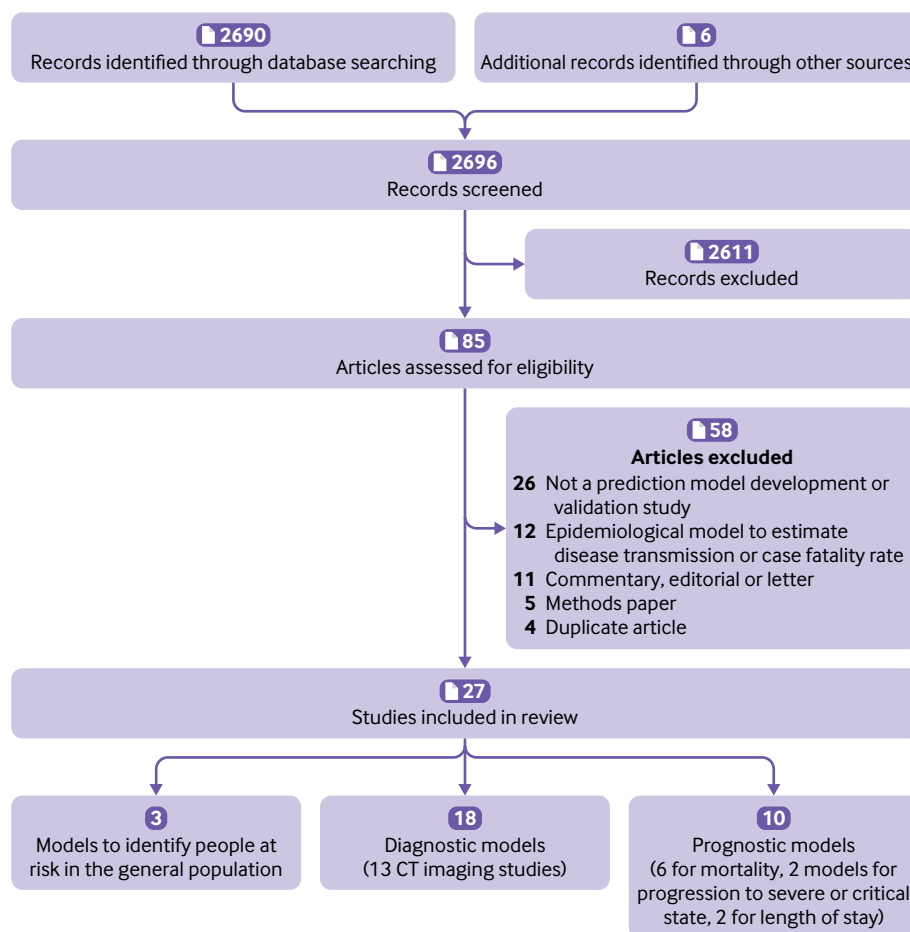 2690
Records identified through database searching
6
Additional records identified through other sources
2696
Records screened
2611
Records excluded
85
Articles assessed for eligibility
58
Articles excluded
26 Not a prediction model development or
validation study
12 Epidemiological model to estimate
disease transmission or case fatality rate
11 Commentary, editorial or letter
5 Methods paper
4 Duplicate article
27
Studies included in review
3
Models to identify people at
risk in the general population
18
Diagnostic models
(13 CT imaging studies)
10
Prognostic models
(6 for mortality, 2 models for
progression to severe or critical
state, 2 for length of stay)